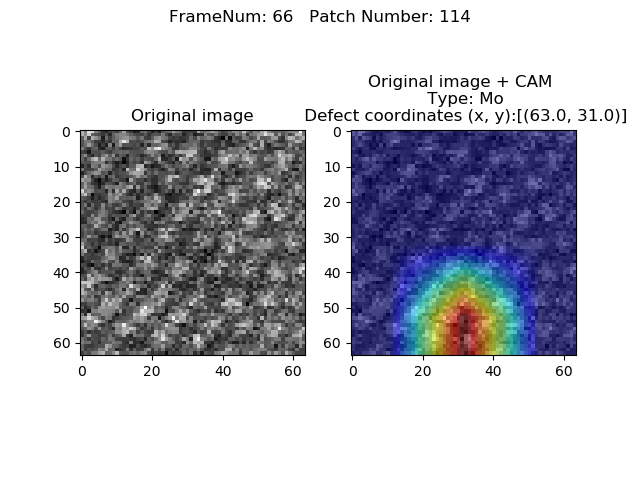 FrameNum: 66   Patch Number: 114
Original image
0
10
20
30
40
50
60
0 20 40 60
Original image + CAM
Type: Mo
Defect coordinates (x, y):[(63.0, 31.0)]
0
10
20
30
40
50
60
0 20 40 60